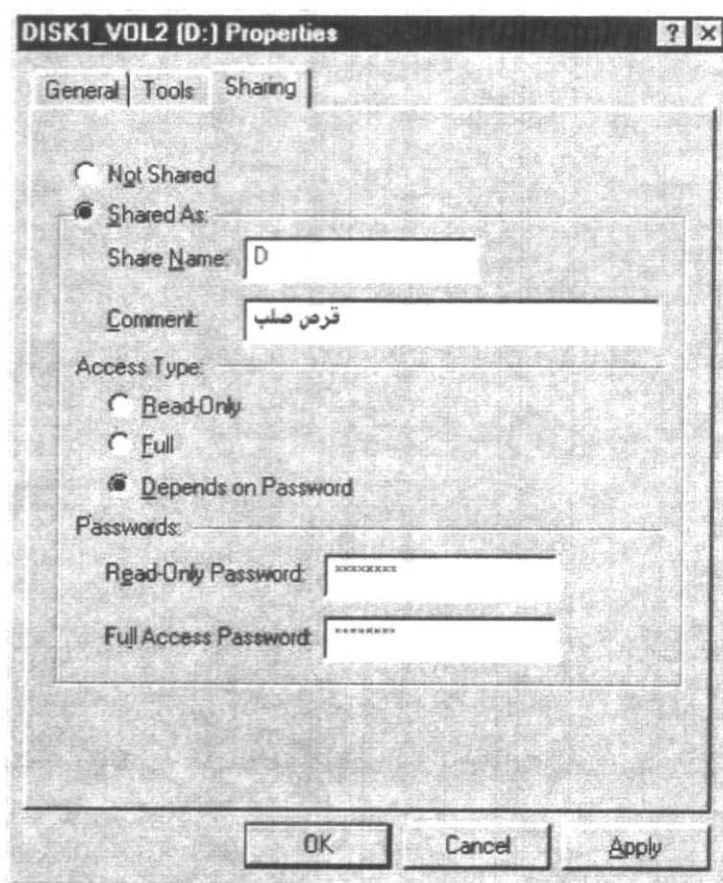 DISK1_VOL2 (D:) Properties ? ×
General Tools Sharing
Not Shared
Shared As:
Share Name: D
Comment: قرص صلب
Access Type:
Read-Only
Full
Depends on Password
Passwords:
Read-Only Password: ********
Full Access Password: ********
OK Cancel Apply